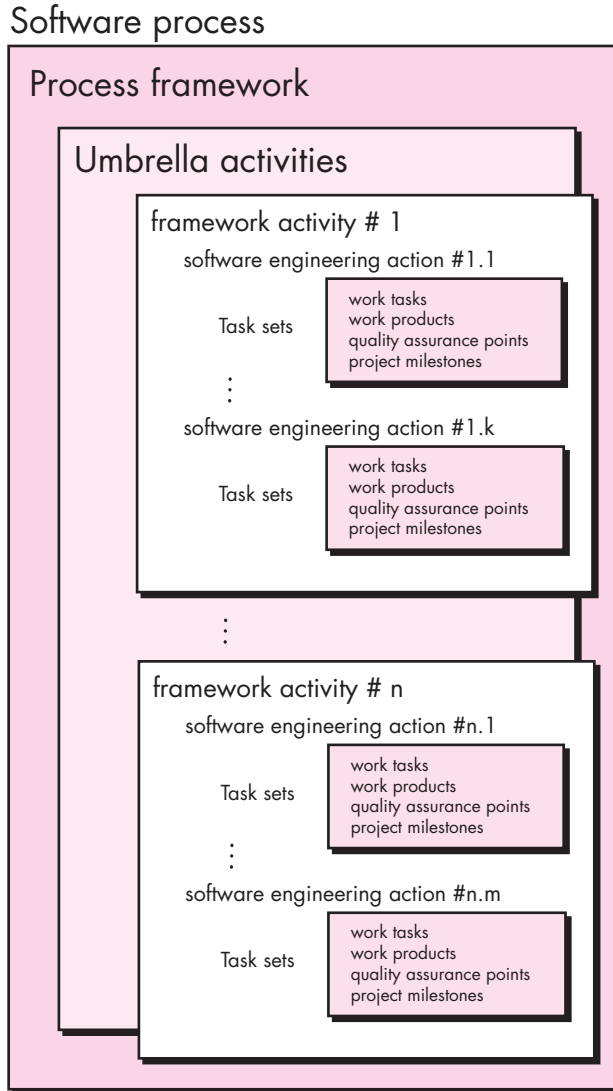 Software process
Process framework
Umbrella activities
framework activity # 1
software engineering action #1.1
Task sets
work tasks
work products
quality assurance points
project milestones
software engineering action #1.k
Task sets
work tasks
work products
quality assurance points
project milestones
framework activity # n
software engineering action #n.1
Task sets
work tasks
work products
quality assurance points
project milestones
software engineering action #n.m
Task sets
work tasks
work products
quality assurance points
project milestones